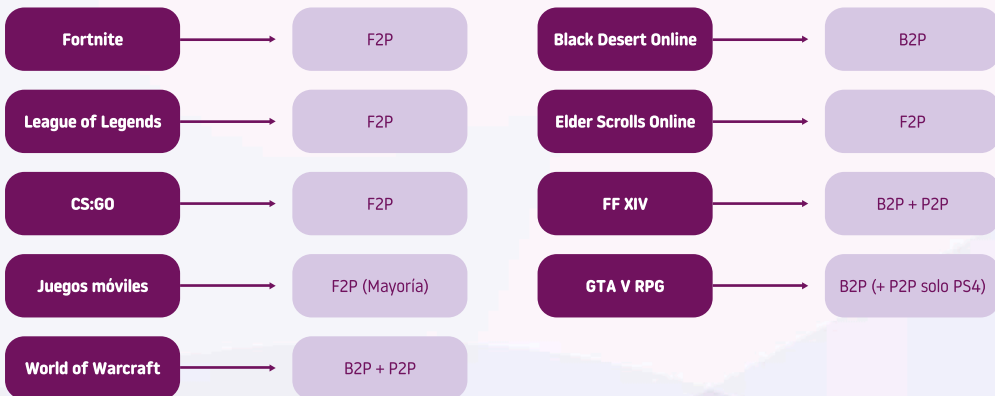 Fortnite
F2P
League of Legends
F2P
CS:GO
F2P
Juegos móviles
F2P (Mayoría)
World of Warcraft
B2P + P2P
Black Desert Online
B2P
Elder Scrolls Online
F2P
FF XIV
B2P + P2P
GTA V RPG
B2P (+ P2P solo PS4)